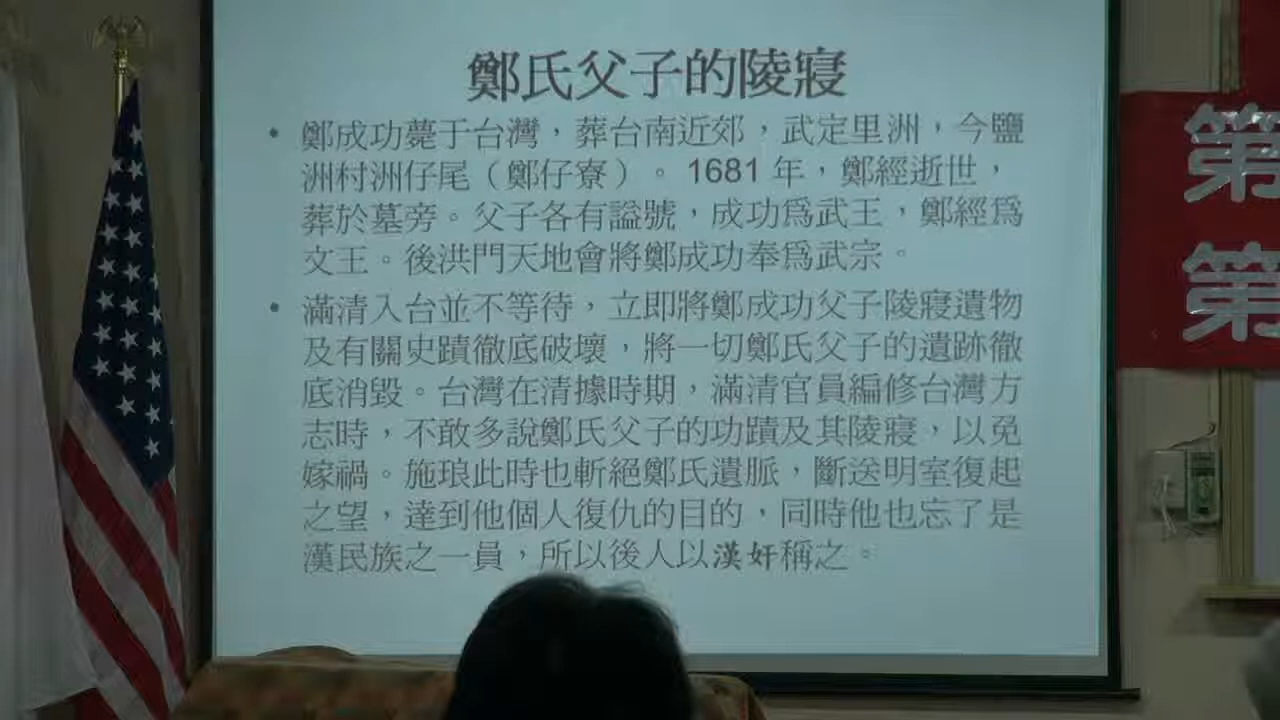 鄭氏父子的陵寢
• 鄭成功薨于台灣，葬台南近郊，武定里洲，今鹽
洲村洲仔尾（鄭仔寮）。1681 年，鄭經逝世，
葬於墓旁。父子各有謚號，成功為武王，鄭經為
文王。後洪門天地會將鄭成功奉為武宗。
• 滿清入台並不等待，立即將鄭成功父子陵寢遺物
及有關史蹟徹底破壞，將一切鄭氏父子的遺跡徹
底消毀。台灣在清據時期，滿清官員編修台灣方
志時，不敢多說鄭氏父子的功蹟及其陵寢，以免
嫁禍。施琅此時也斬絕鄭氏遺脈，斷送明室復起
之望，達到他個人復仇的目的，同時他也忘了是
漢民族之一員，所以後人以漢奸稱之。
第
第